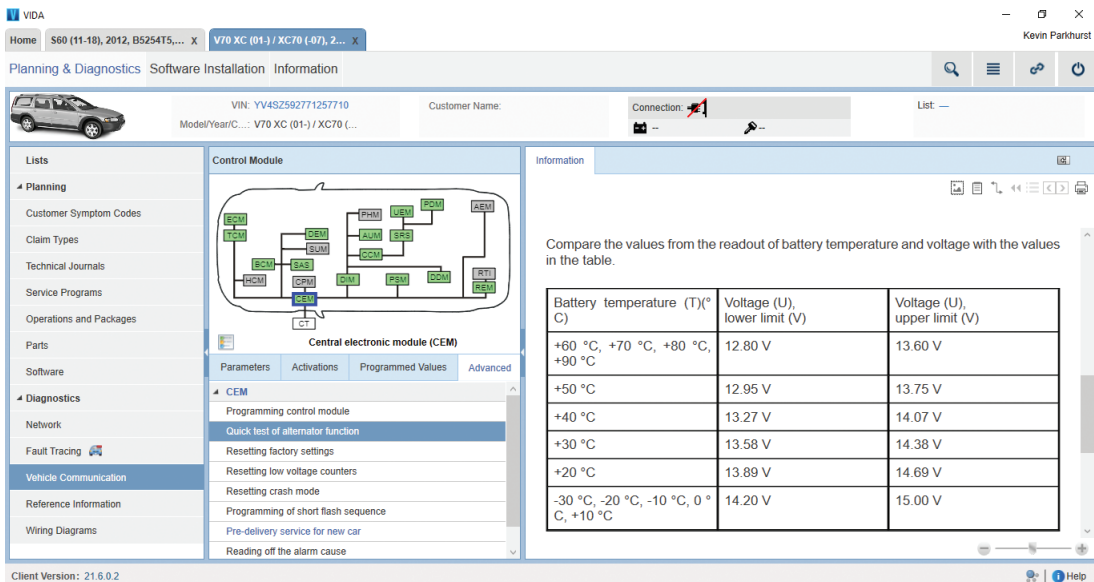 VIDA
Home S60 (11-18), 2012, B5254T5,... X V70 XC (01-) / XC70 (-07), 2... X Kevin Parkhurst
Planning & Diagnostics Software Installation Information
VIN: YV4SZ592771257710 Customer Name: Connection: List: —
Model/Year/C...: V70 XC (01-) / XC70 (... -- --
Lists
Planning
Customer Symptom Codes
Claim Types
Technical Journals
Service Programs
Operations and Packages
Parts
Software
Diagnostics
Network
Fault Tracing
Vehicle Communication
Reference Information
Wiring Diagrams
Control Module
ECM PHM UEM PDM AEM
TCM DEM AUM SRS
SUM CCM
BCM SAS
HCM CPM DIM PSM DDM RTI
CEM REM
CT
Central electronic module (CEM)
Parameters Activations Programmed Values Advanced
CEM
Programming control module
Quick test of alternator function
Resetting factory settings
Resetting low voltage counters
Resetting crash mode
Programming of short flash sequence
Pre-delivery service for new car
Reading off the alarm cause
Information
Compare the values from the readout of battery temperature and voltage with the values
in the table.
Battery temperature (T)(° Voltage (U), Voltage (U),
C) lower limit (V) upper limit (V)
+60 °C, +70 °C, +80 °C, 12.80 V 13.60 V
+90 °C
+50 °C 12.95 V 13.75 V
+40 °C 13.27 V 14.07 V
+30 °C 13.58 V 14.38 V
+20 °C 13.89 V 14.69 V
-30 °C, -20 °C, -10 °C, 0 ° 14.20 V 15.00 V
C, +10 °C
Client Version: 21.6.0.2 Help